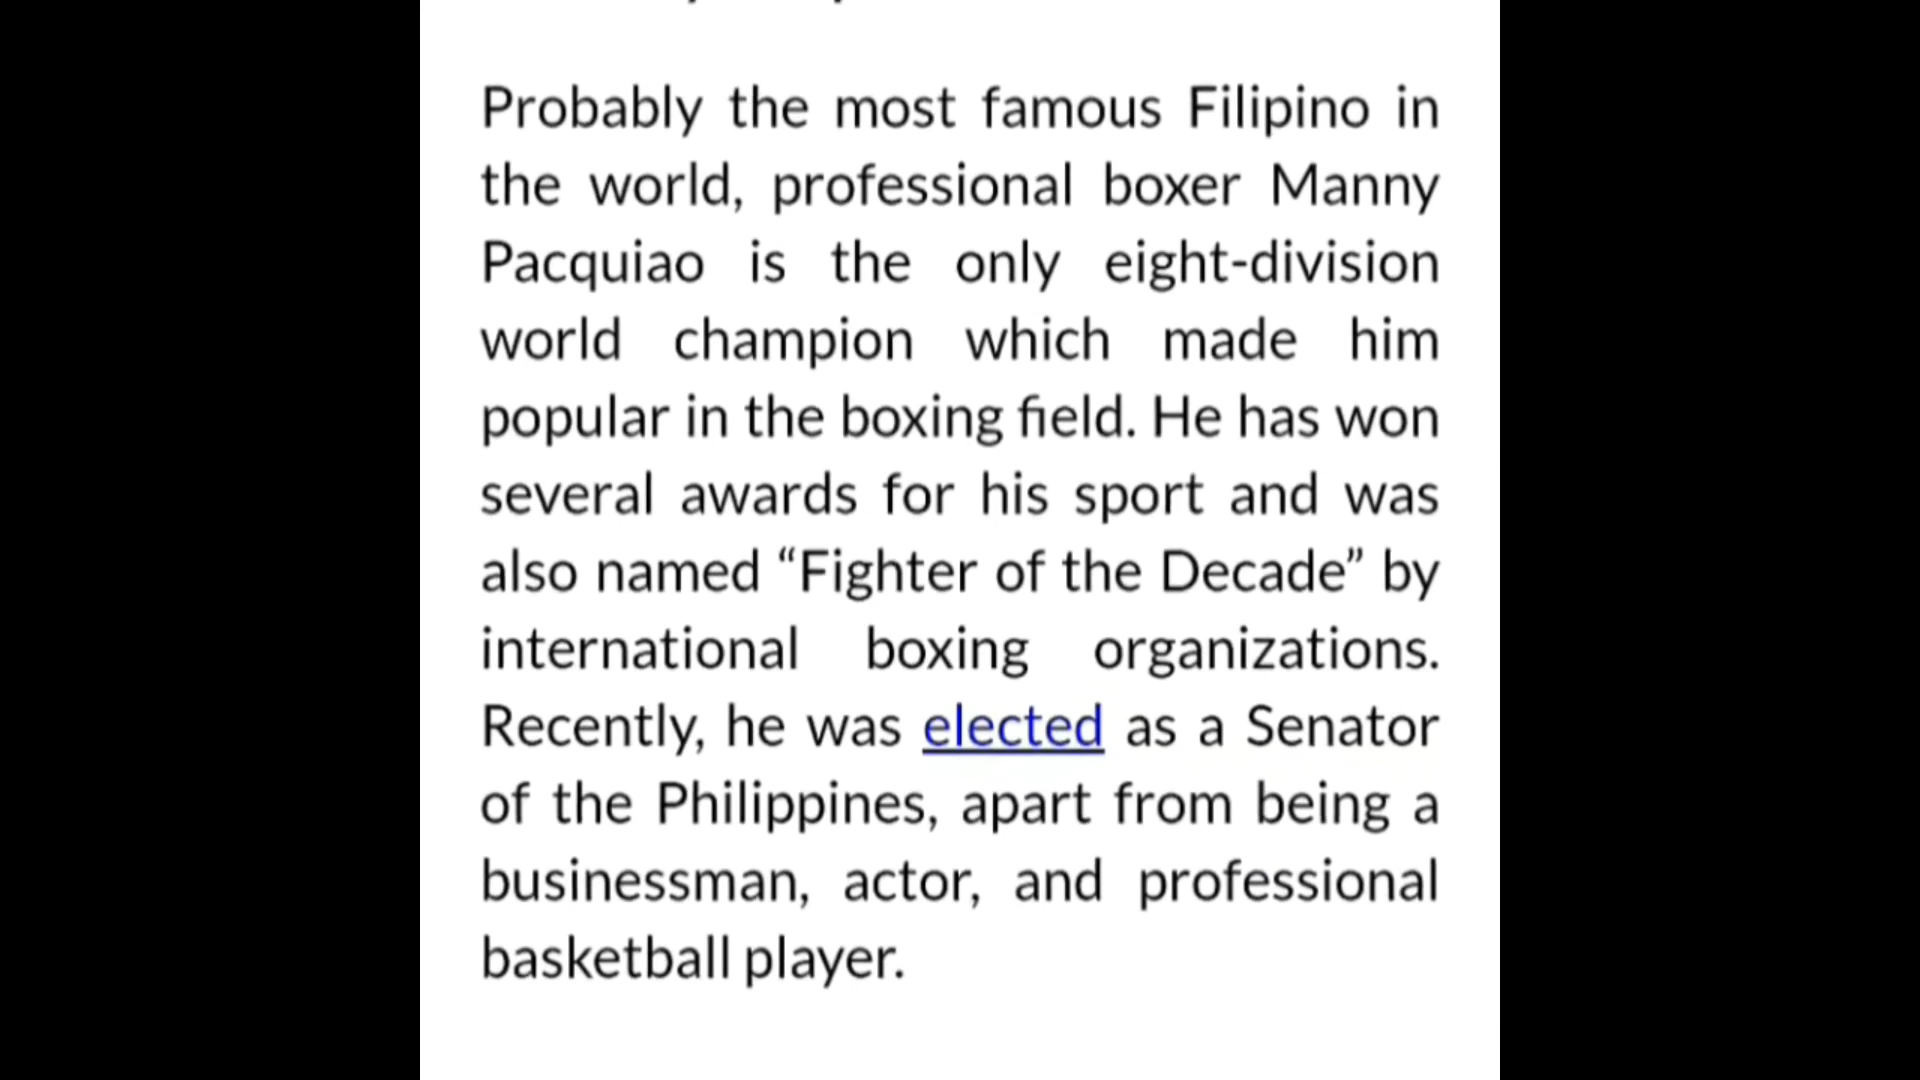 Probably the most famous Filipino in
the world, professional boxer Manny
Pacquiao is the only eight-division
world champion which made him
popular in the boxing field. He has won
several awards for his sport and was
also named “Fighter of the Decade” by
international boxing organizations.
Recently, he was elected as a Senator
of the Philippines, apart from being a
businessman, actor, and professional
basketball player.